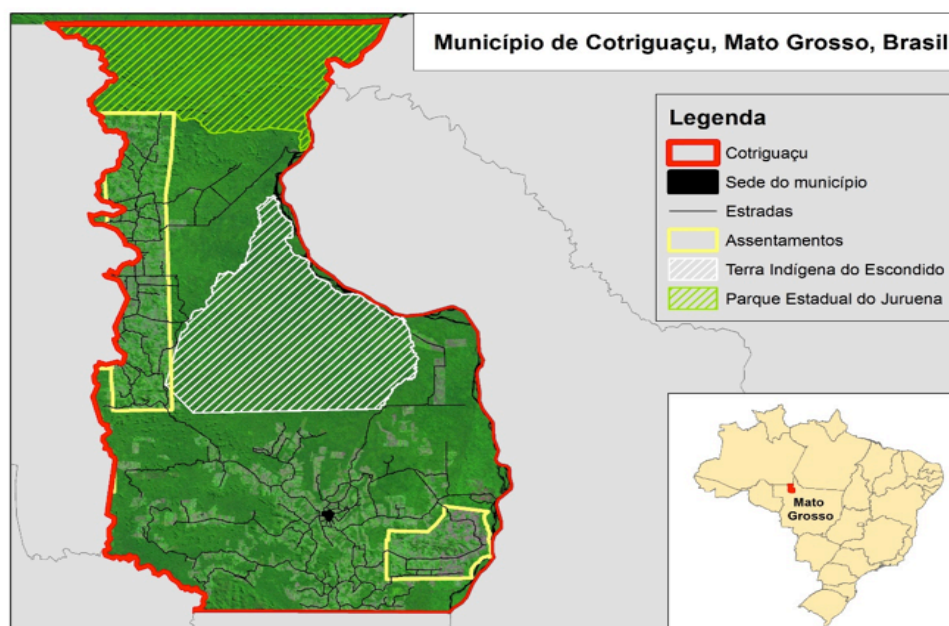 Município de Cotriguaçu, Mato Grosso, Brasil
Legenda
Cotriguaçu
Sede do município
Estradas
Assentamentos
Terra Indígena do Escondido
Parque Estadual do Juruena
Mato
Grosso